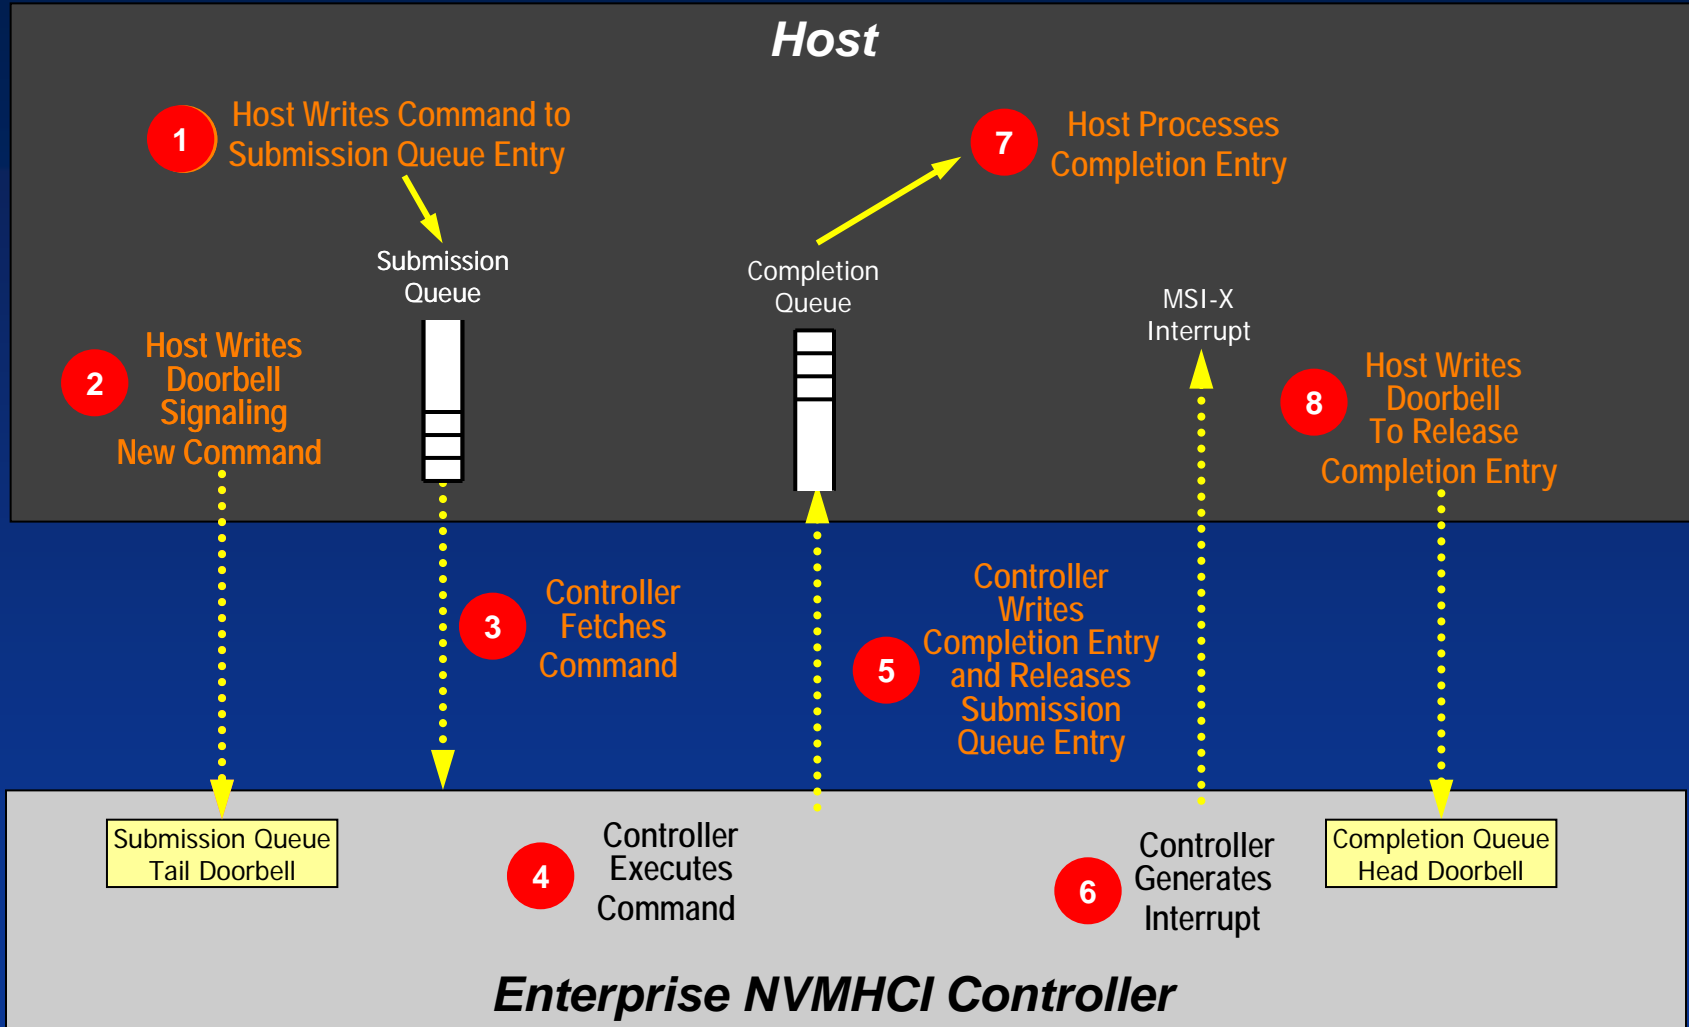 Host
1
Host Writes Command to
Submission Queue Entry
7
Host Processes
Completion Entry
Submission
Queue
Completion
Queue
MSI-X
Interrupt
2
Host Writes
Doorbell
Signaling
New Command
8
Host Writes
Doorbell
To Release
Completion Entry
3
Controller
Fetches
Command
5
Controller
Writes
Completion Entry
and Releases
Submission
Queue Entry
Submission Queue
Tail Doorbell
4
Controller
Executes
Command
6
Controller
Generates
Interrupt
Completion Queue
Head Doorbell
Enterprise NVMHCI Controller